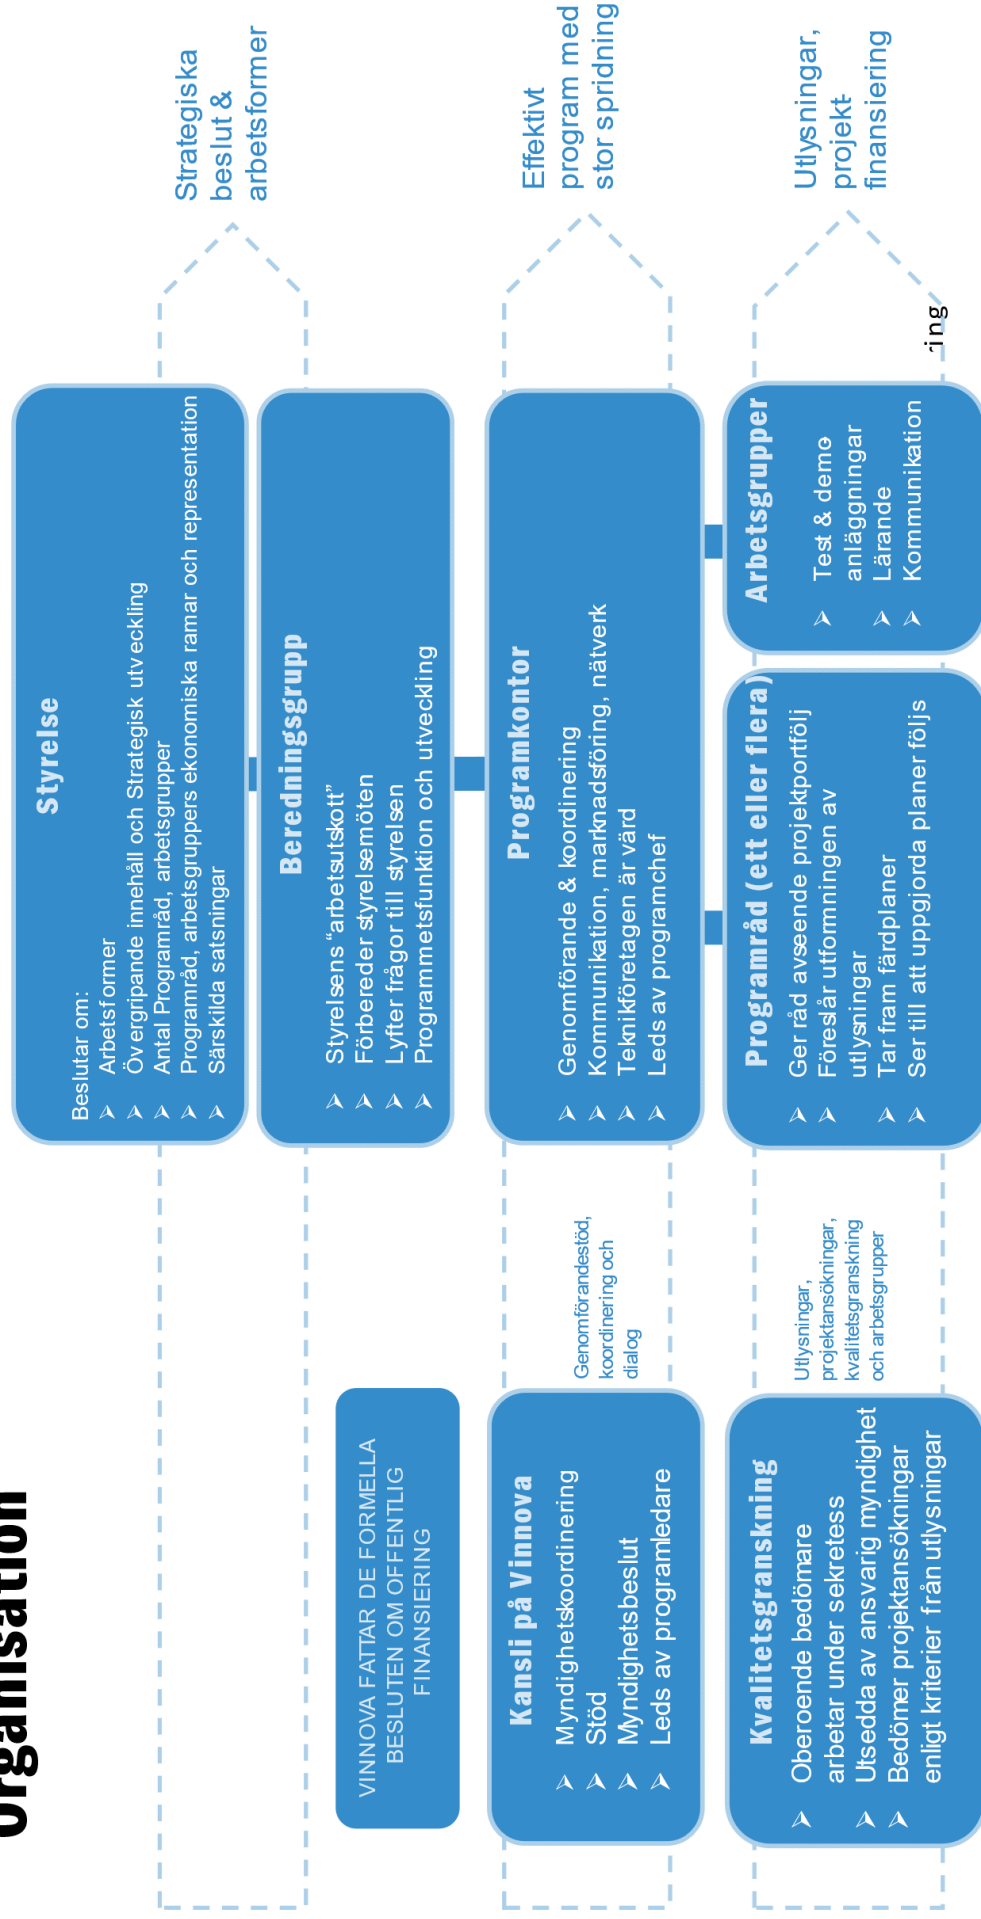 Organisation
Styrelse
Beslutar om:
➢ Arbetsformer
➢ Övergripande innehåll och Strategisk utveckling
➢ Antal Programråd, arbetsgrupper
➢ Programråd, arbetsgruppers ekonomiska ramar och representation
➢ Särskilda satsningar
Strategiska
beslut &
arbetsformer
Beredningsgrupp
➢ Styrelsens “arbetsutskott”
➢ Förbereder styrelsemöten
➢ Lyfter frågor till styrelsen
➢ Programmetsfunktion och utveckling
VINNOVA FATTAR DE FORMELLA
BESLUTEN OM OFFENTLIG
FINANSIERING
Kansli på Vinnova
➢ Myndighetskoordinering
➢ Stöd
➢ Myndighetsbeslut
➢ Leds av programledare
Genomförandestöd,
koordinering och
dialog
Programkontor
➢ Genomförande & koordinering
➢ Kommunikation, marknadsföring, nätverk
➢ Teknikföretagen är värd
➢ Leds av programchef
Effektivt
program med
stor spridning
Kvalitetsgranskning
➢ Oberoende bedömare
arbetar under sekretess
➢ Utsedda av ansvarig myndighet
➢ Bedömer projektansökningar
enligt kriterier från utlysningar
Utlysningar,
projektansökningar,
kvalitetsgranskning
och arbetsgrupper
Programråd (ett eller flera)
➢ Ger råd avseende projektportfölj
➢ Föreslår utformningen av
utlysningar
➢ Tar fram färdplaner
➢ Ser till att uppgjorda planer följs
Arbetsgrupper
➢ Test & demo-
anläggningar
➢ Lärande
➢ Kommunikation
Utlysningar,
projekt-
finansiering
ing